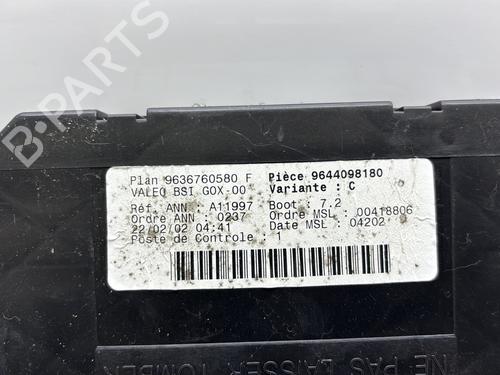 B-PARTS
Plan 9636760580 F Pièce 9644098180
VALEO BSI GOX-00 Variante : C
Réf. ANN : A11997 Boot : 7.2
Ordre ANN : 0237 Ordre MSL : 00418806
22/02/02 04:41 Date MSL : 04202
Poste de Controle : 1
NE PAS LAISSER TOMBER